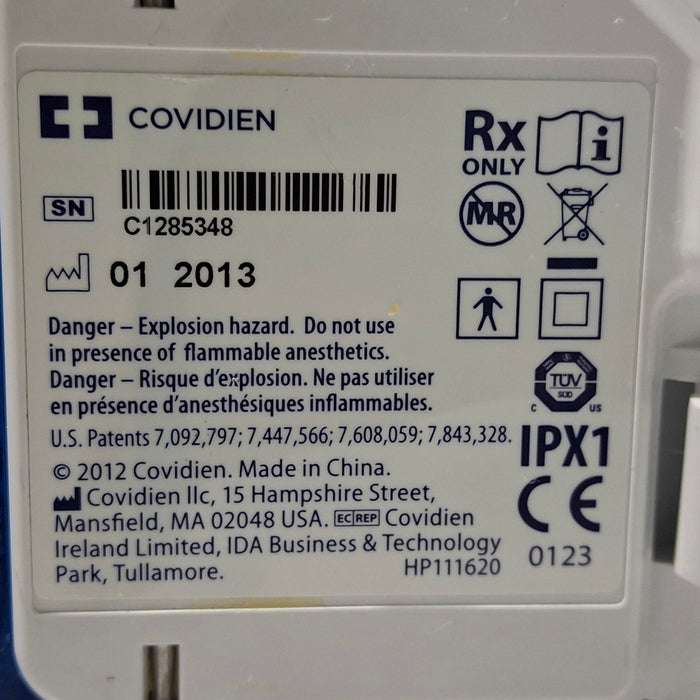 COVIDIEN
Rx
ONLY
i
SN
C1285348
MR
01 2013
Danger – Explosion hazard. Do not use
in presence of flammable anesthetics.
Danger – Risque d'explosion. Ne pas utiliser
en présence d'anesthésiques inflammables.
TÜV
SÜD
C US
U.S. Patents 7,092,797; 7,447,566; 7,608,059; 7,843,328.
IPX1
© 2012 Covidien. Made in China.
Covidien llc, 15 Hampshire Street,
Mansfield, MA 02048 USA. EC REP Covidien
Ireland Limited, IDA Business & Technology
Park, Tullamore.
HP111620
CE
0123